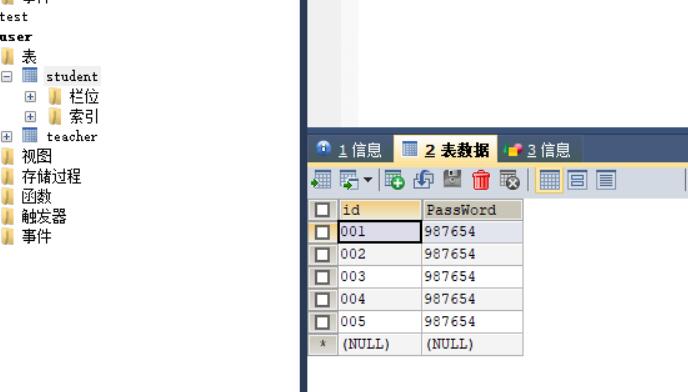 事件
test
user
表
student
栏位
索引
teacher
视图
存储过程
函数
触发器
事件
1 信息 2 表数据 3 信息
id PassWord
001 987654
002 987654
003 987654
004 987654
005 987654
* (NULL) (NULL)